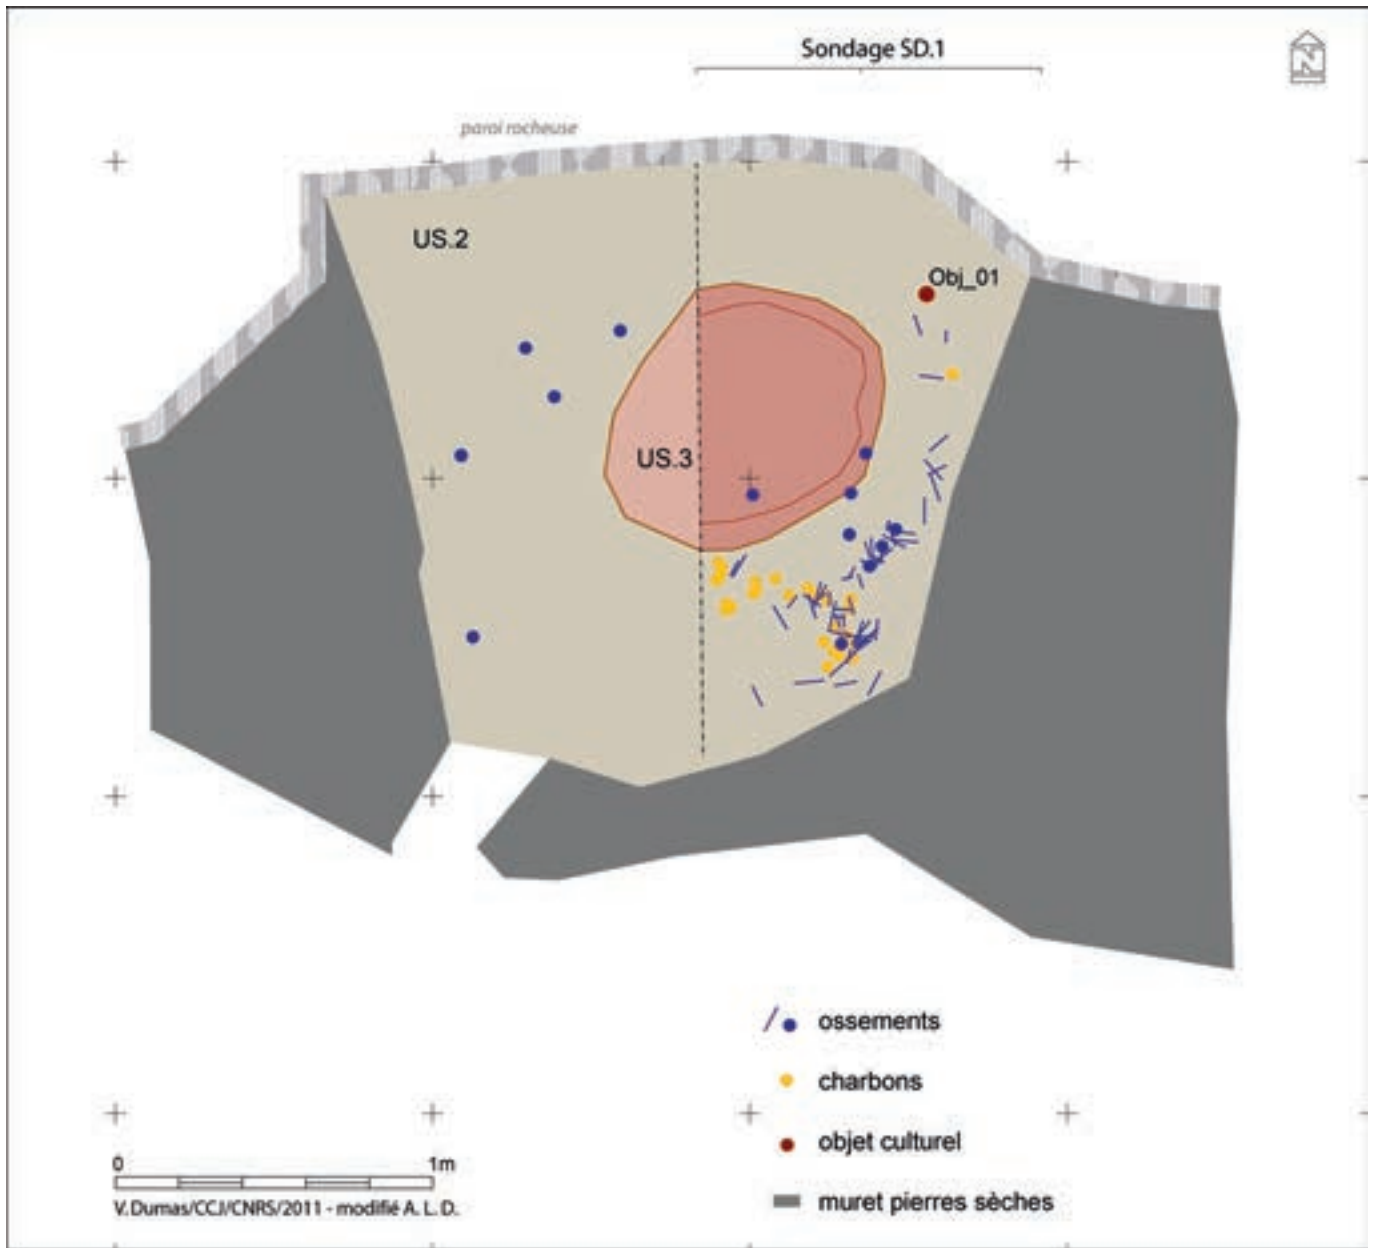 Sondage SD.1
N
paroi rocheuse
US.2
Obj_01
US.3
ossements
charbons
objet culturel
muret pierres sèches
0 1m
V.Dumas/CCJ/CNRS/2011 - modifié A. L. D.